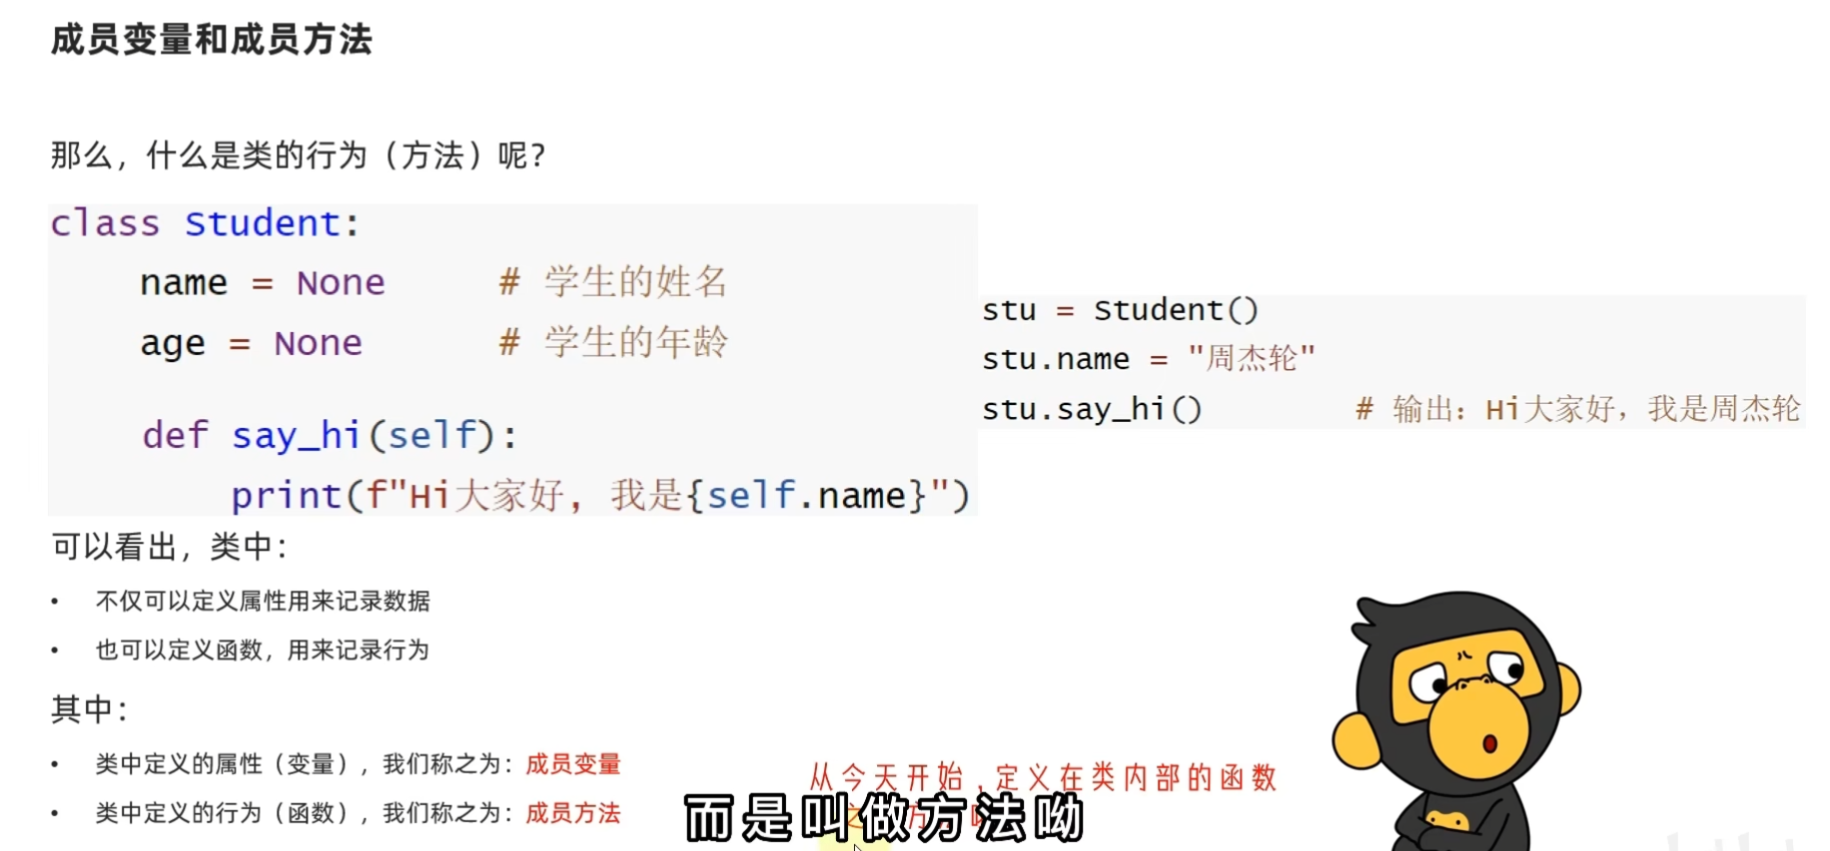 成员变量和成员方法
那么，什么是类的行为（方法）呢？
class Student:
    name = None     # 学生的姓名
    age = None      # 学生的年龄
    def say_hi(self):
        print(f"Hi大家好，我是{self.name}")
stu = Student()
stu.name = "周杰轮"
stu.say_hi()        # 输出：Hi大家好，我是周杰轮
可以看出，类中：
• 不仅可以定义属性用来记录数据
• 也可以定义函数，用来记录行为
其中：
• 类中定义的属性（变量），我们称之为：成员变量
• 类中定义的行为（函数），我们称之为：成员方法
从今天开始，定义在类内部的函数
而是叫做方法呦